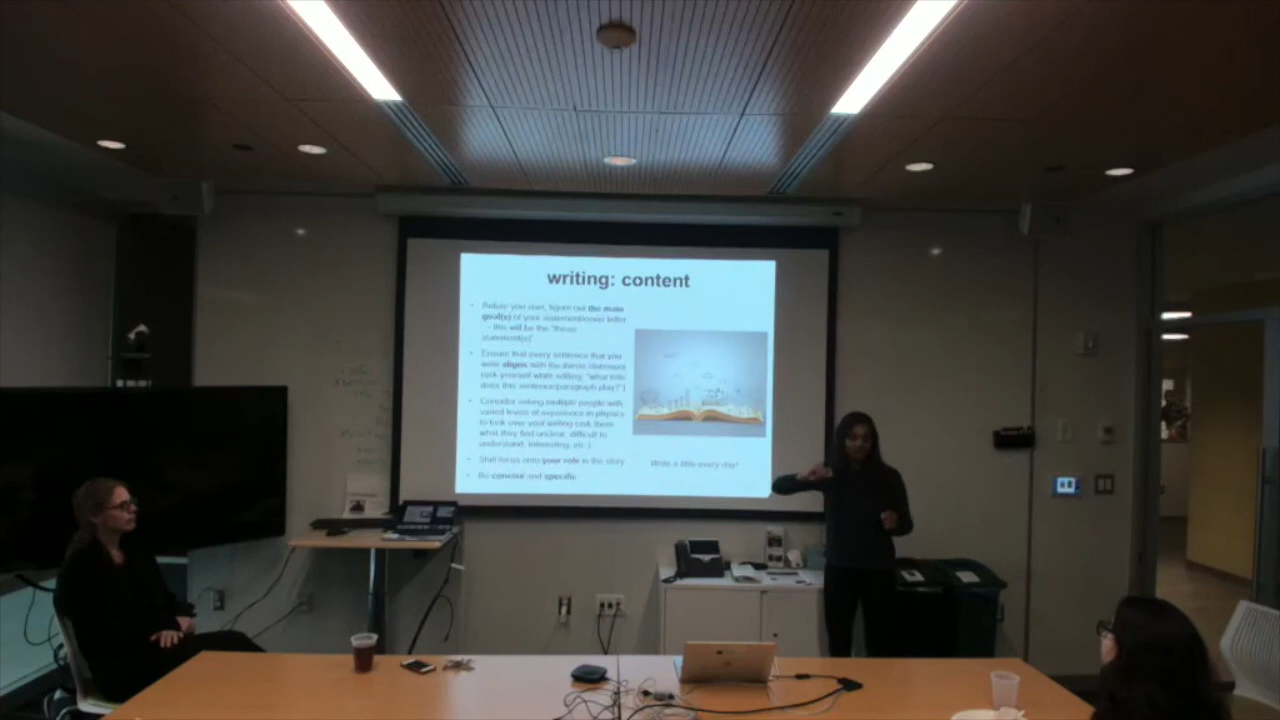 writing: content
Before you start, figure out the main
goal(s) of your statement/cover letter
– this will be the "thesis
statement(s)"
Ensure that every sentence that you
write aligns with the thesis statement
(ask yourself while writing: "what role
does this sentence/paragraph play?")
Consider asking multiple people with
varied levels of experience in physics
to look over your writing (ask them
what they find unclear, difficult to
understand, interesting, etc.)
Shift focus onto your role in the story
Be concise and specific
Write a little every day!